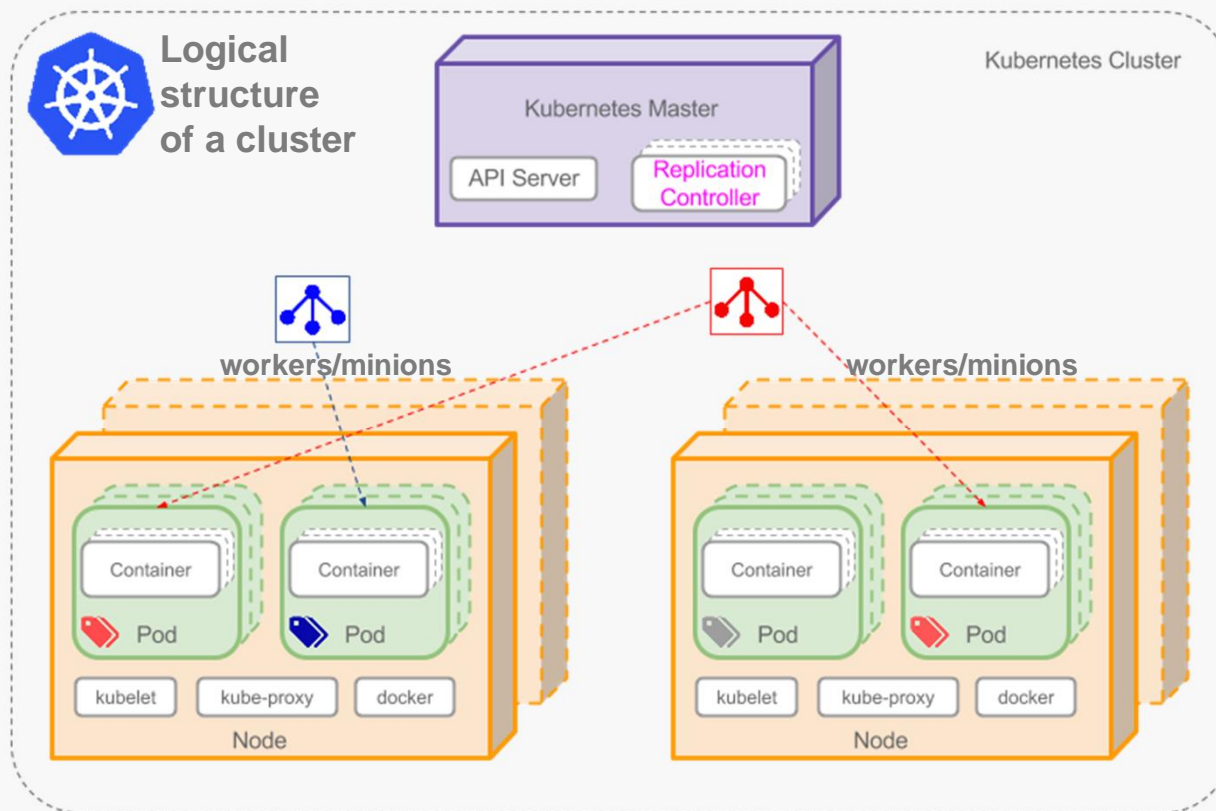 Logical
structure
of a cluster
Kubernetes Cluster
Kubernetes Master
API Server
Replication
Controller
workers/minions
workers/minions
Container
Container
Pod
Pod
kubelet
kube-proxy
docker
Node
Container
Container
Pod
Pod
kubelet
kube-proxy
docker
Node